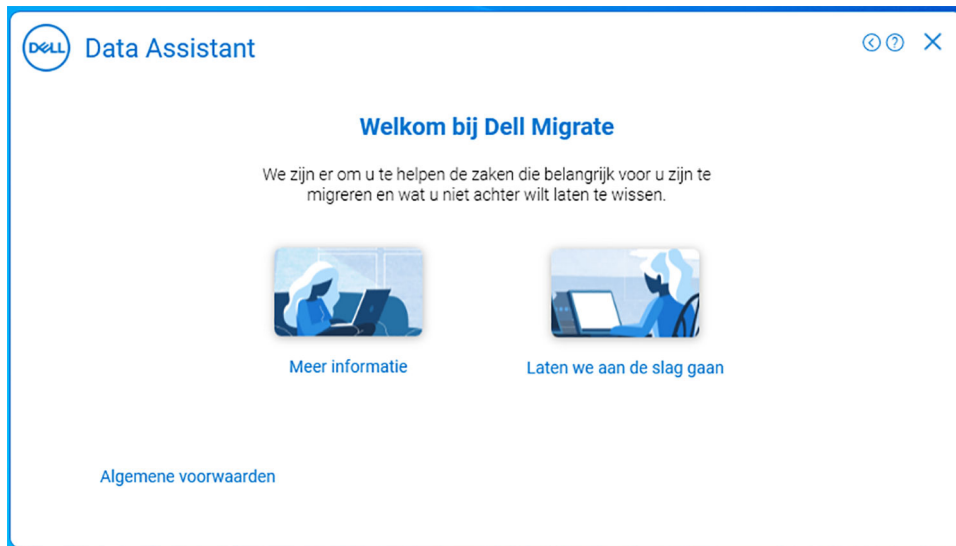 DELL
Data Assistant
Welkom bij Dell Migrate
We zijn er om u te helpen de zaken die belangrijk voor u zijn te
migreren en wat u niet achter wilt laten te wissen.
Meer informatie
Laten we aan de slag gaan
Algemene voorwaarden